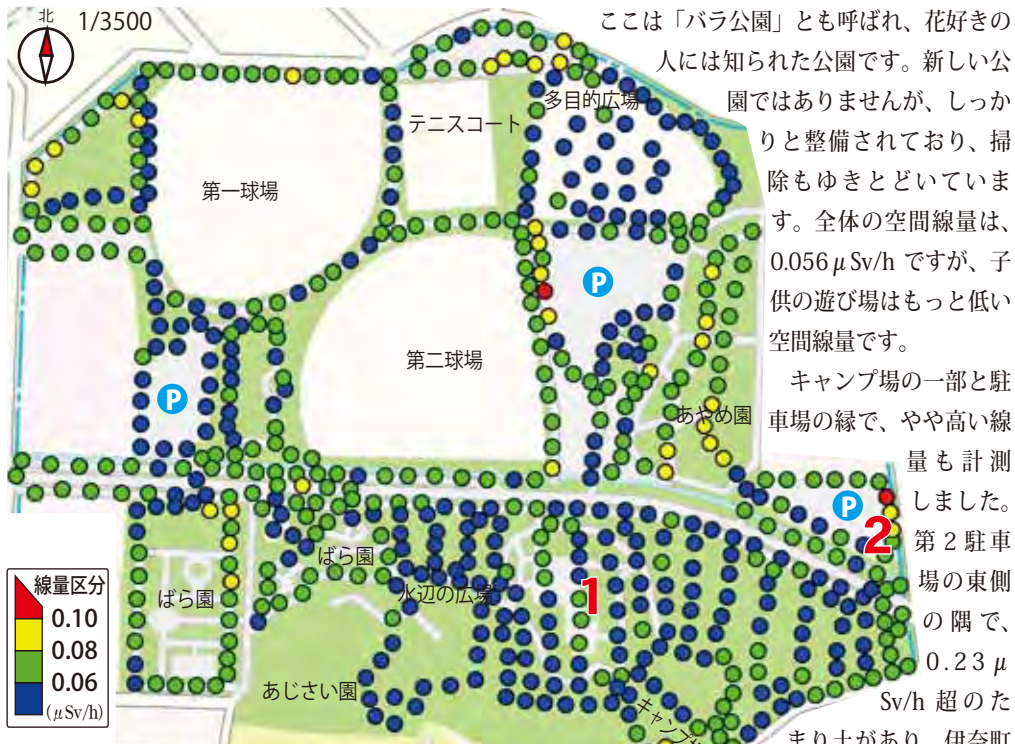 北
1/3500
ここは「バラ公園」とも呼ばれ、花好きの
人には知られた公園です。新しい公
園ではありませんが、しっか
りと整備されており、掃
除もゆきとどいていま
す。全体の空間線量は、
0.056μSv/h ですが、子
供の遊び場はもっと低い
空間線量です。
キャンプ場の一部と駐
車場の縁で、やや高い線
量も計測
しました。
第 2 駐車
場の東側
の隅で、
0.23 μ
Sv/h 超のた
まり土があり、伊奈町
多目的広場
テニスコート
第一球場
P
第二球場
P
あやめ園
P
2
ばら園
水辺の広場
1
ばら園
あじさい園
線量区分
0.10
0.08
0.06
(μSv/h)